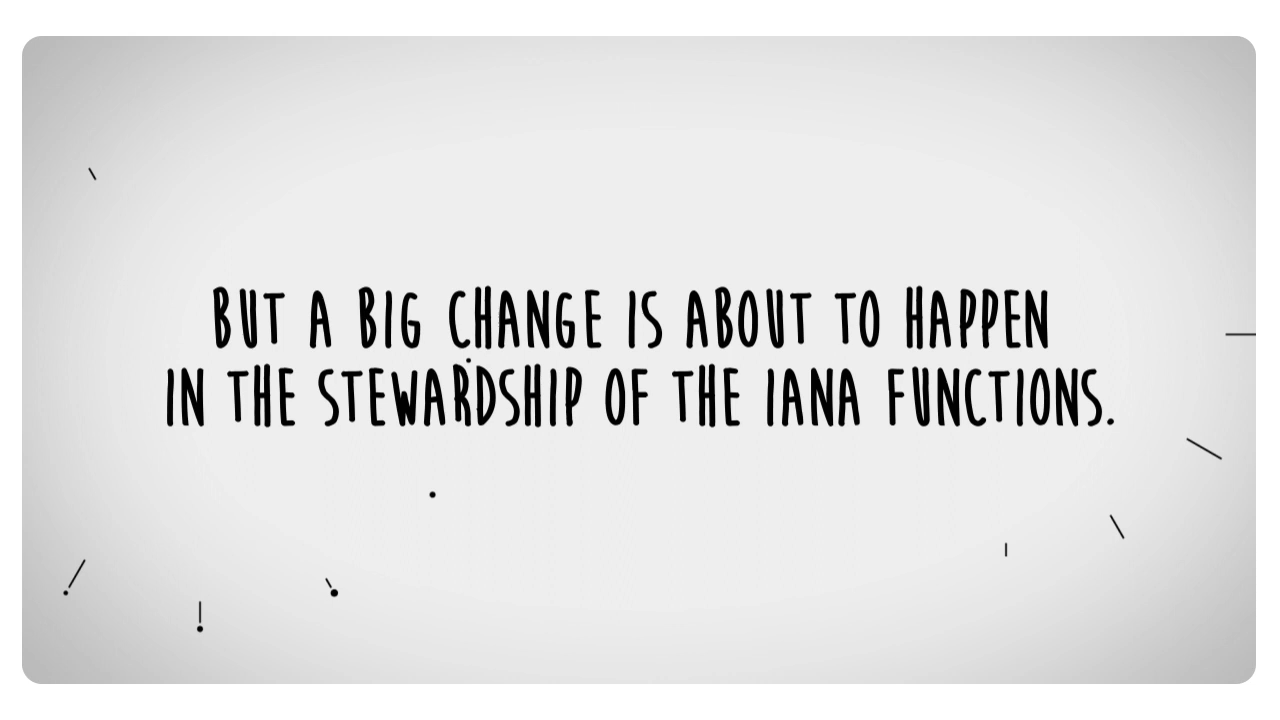 BUT A BIG CHANGE IS ABOUT TO HAPPEN
IN THE STEWARDSHIP OF THE IANA FUNCTIONS.